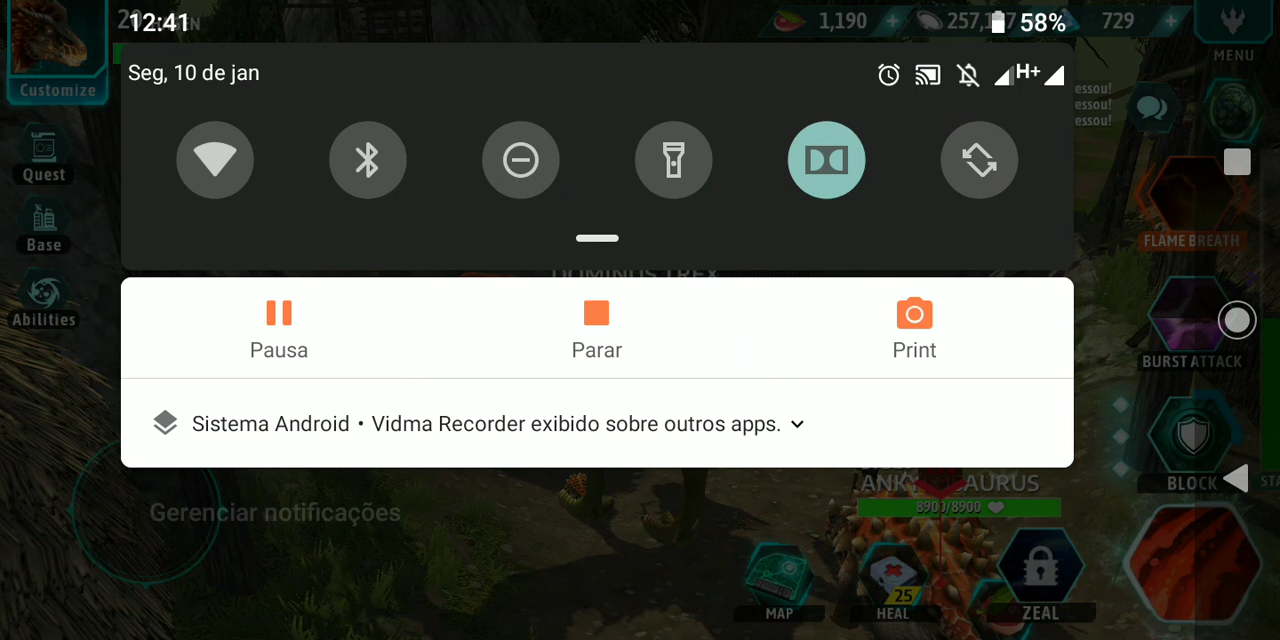 12:41
58%
1,190
729
MENU
Seg, 10 de jan
H+
Customize
essou!
essou!
essou!
Quest
Base
Abilities
FLAME BREATH
DOMINUS TREX
Pausa
Parar
Print
BURST ATTACK
Sistema Android • Vidma Recorder exibido sobre outros apps.
BLOCK
Gerenciar notificações
8900/8900
25
MAP
HEAL
ZEAL